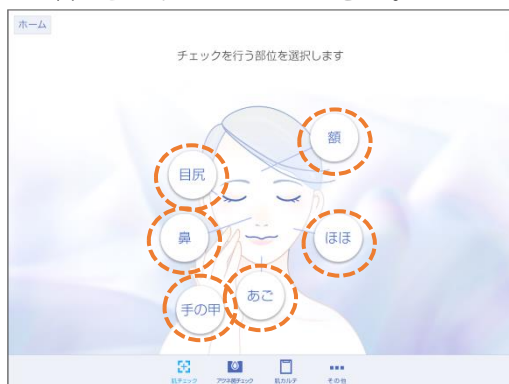 ホーム
チェックを行う部位を選択します
額
目尻
鼻
ほほ
あご
手の甲
肌チェック
アクネ菌チェック
肌カルテ
その他